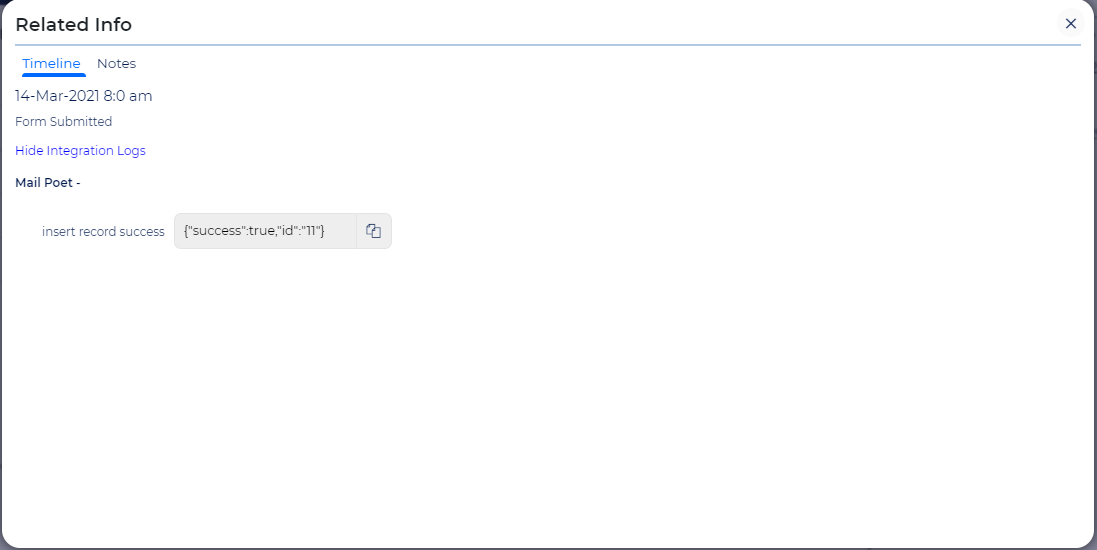 Related Info
Timeline Notes
14-Mar-2021 8:0 am
Form Submitted
Hide Integration Logs
Mail Poet -
insert record success {"success":true,"id":"11"}